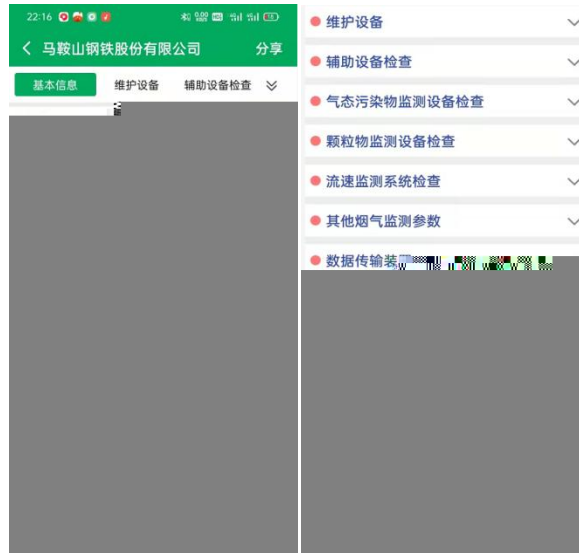 22:16
马鞍山钢铁股份有限公司 分享
基本信息 维护设备 辅助设备检查
维护设备
辅助设备检查
气态污染物监测设备检查
颗粒物监测设备检查
流速监测系统检查
其他烟气监测参数
数据传输装